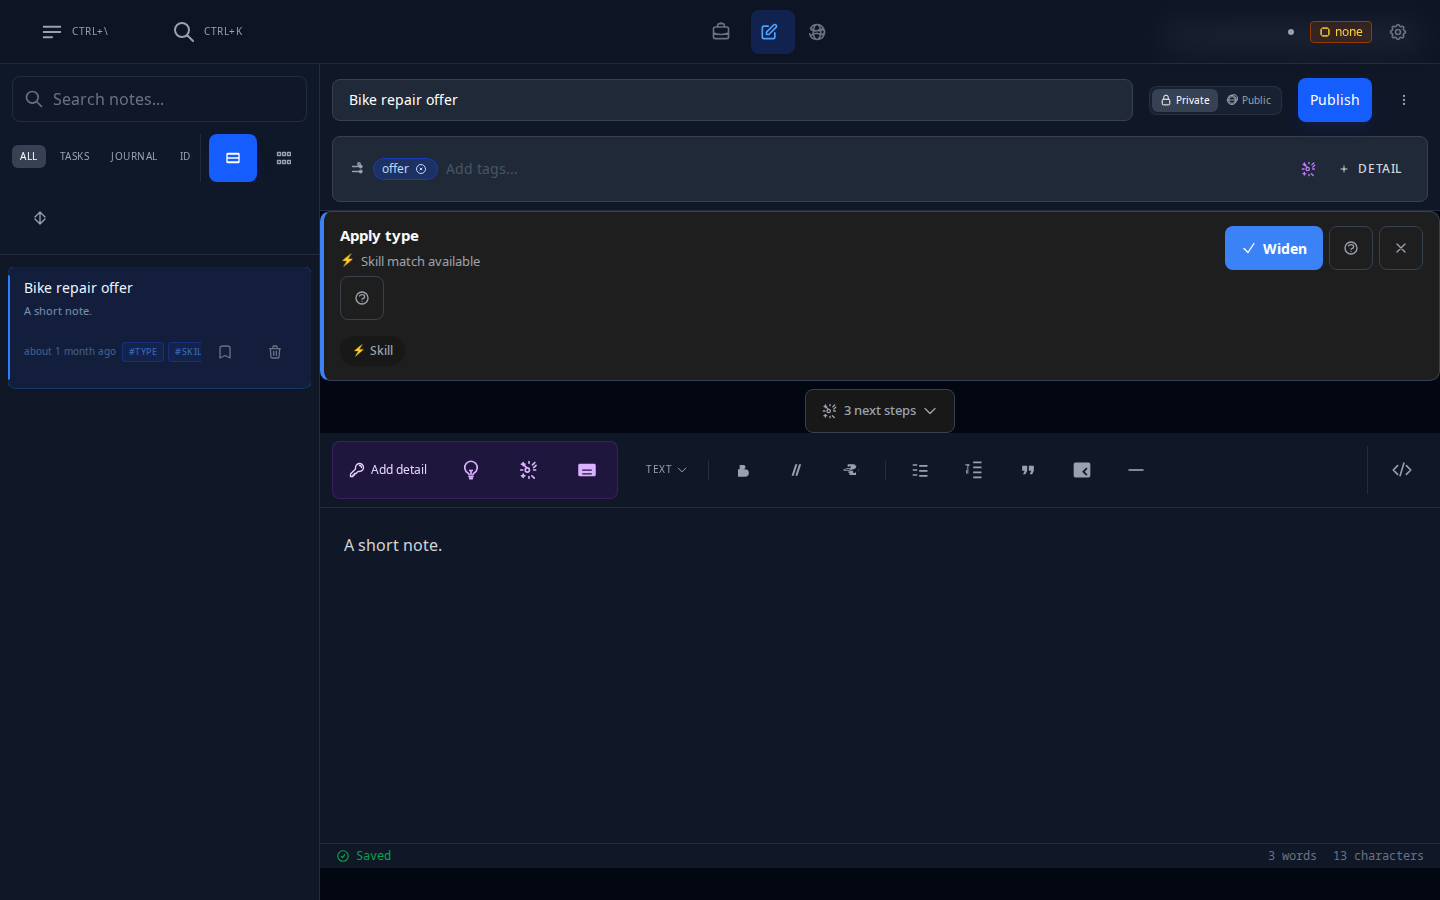 CTRL+\
CTRL+K
none
Search notes...
ALL
TASKS
JOURNAL
ID
Bike repair offer
A short note.
about 1 month ago
#TYPE
#SKIL
Bike repair offer
Private
Public
Publish
offer
Add tags...
+ DETAIL
Apply type
Skill match available
Widen
Skill
3 next steps
Add detail
TEXT
A short note.
Saved
3 words
13 characters